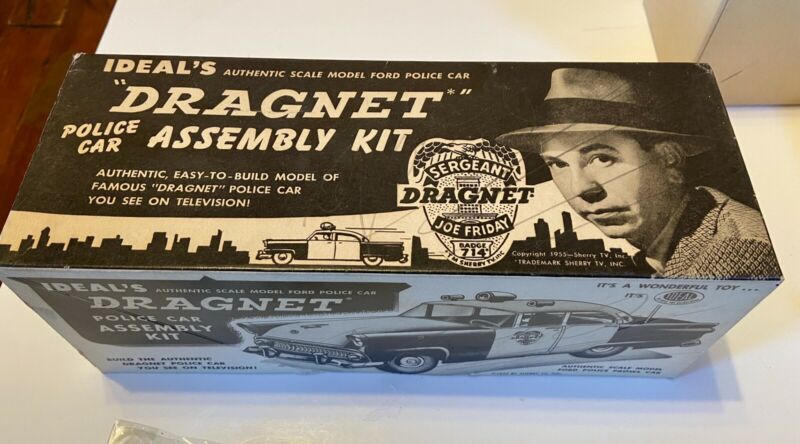 IDEAL'S AUTHENTIC SCALE MODEL FORD POLICE CAR
"DRAGNET*"
POLICE CAR ASSEMBLY KIT
AUTHENTIC, EASY-TO-BUILD MODEL OF
FAMOUS "DRAGNET" POLICE CAR
YOU SEE ON TELEVISION!
SERGEANT
DRAGNET
JOE FRIDAY
BADGE
714
Copyright 1955—Sherry TV, Inc.
*TRADEMARK SHERRY TV, INC.
IDEAL'S AUTHENTIC SCALE MODEL FORD POLICE CAR
"DRAGNET"
POLICE CAR
ASSEMBLY
KIT
BUILD THE AUTHENTIC
DRAGNET POLICE CAR
YOU SEE ON TELEVISION!
IT'S A WONDERFUL TOY...
IT'S IDEAL
AUTHENTIC SCALE MODEL
FORD POLICE PROWL CAR